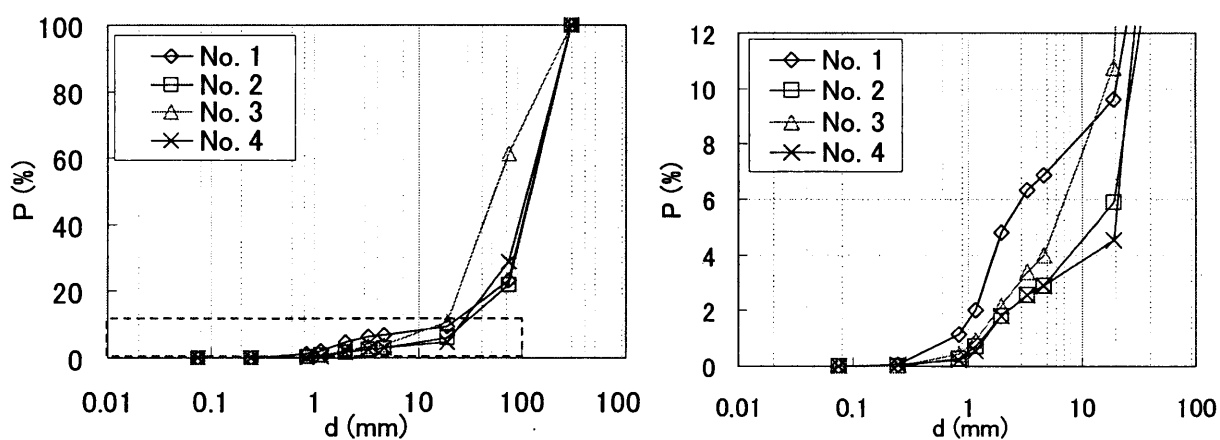 100
80
60
40
20
0
P (%)
No. 1
No. 2
No. 3
No. 4
0.01 0.1 1 10 100 100
d (mm)
12
10
8
6
4
2
0
P (%)
No. 1
No. 2
No. 3
No. 4
0.01 0.1 1 10 100
d (mm)